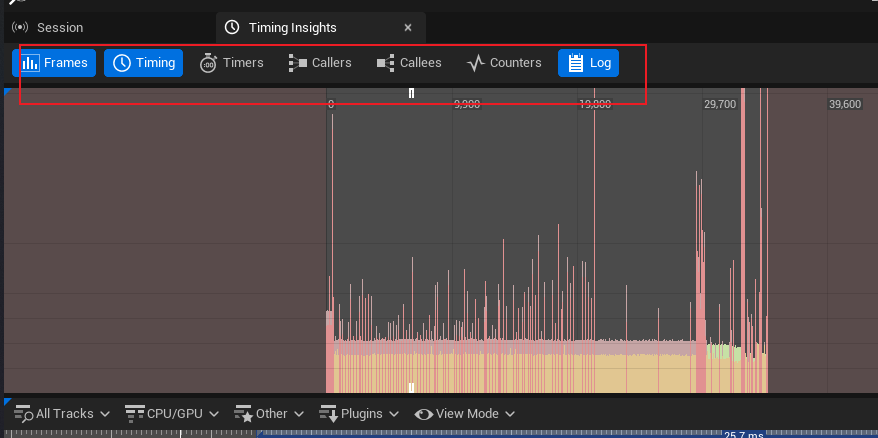 Session Timing Insights
Frames Timing Timers Callers Callees Counters Log
0 9,900 19,800 29,700 39,600
All Tracks CPU/GPU Other Plugins View Mode
25.7 ms